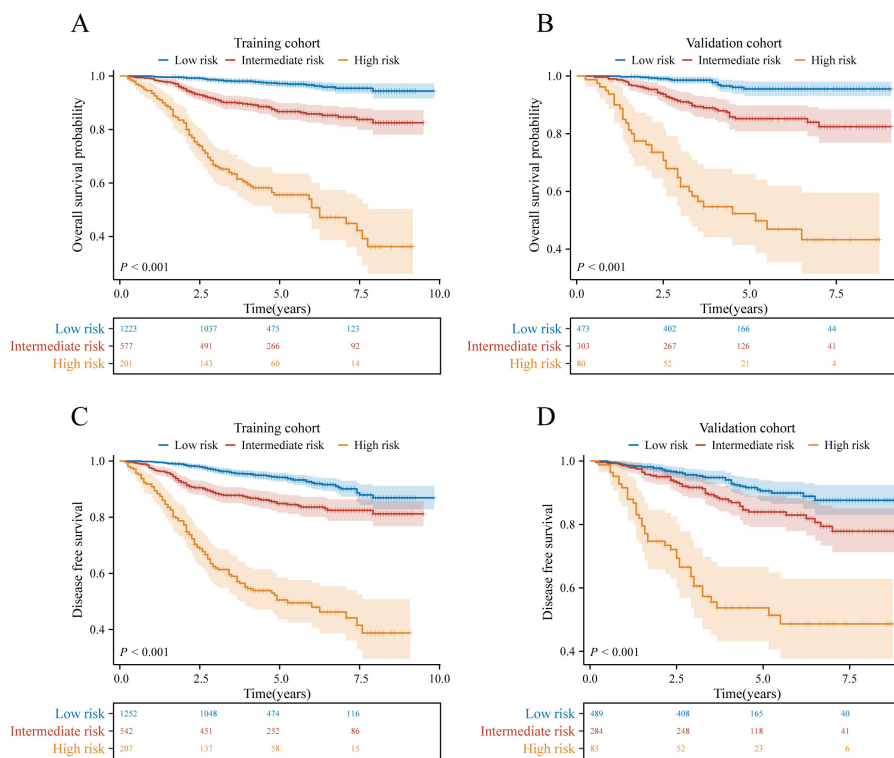 A
Training cohort
Low risk Intermediate risk High risk
Overall survival probability
1.0
0.8
0.6
0.4
P < 0.001
0.0 2.5 5.0 7.5 10.0
Time(years)
Low risk 1223 1037 475 123
Intermediate risk 577 491 266 92
High risk 201 143 60 14
B
Validation cohort
Low risk Intermediate risk High risk
Overall survival probability
1.0
0.8
0.6
0.4
P < 0.001
0.0 2.5 5.0 7.5
Time(years)
Low risk 473 402 166 44
Intermediate risk 303 267 126 41
High risk 80 52 21 4
C
Training cohort
Low risk Intermediate risk High risk
Disease free survival
1.0
0.8
0.6
0.4
P < 0.001
0.0 2.5 5.0 7.5 10.0
Time(years)
Low risk 1252 1048 474 116
Intermediate risk 542 451 252 86
High risk 207 137 58 15
D
Validation cohort
Low risk Intermediate risk High risk
Disease free survival
1.0
0.8
0.6
0.4
P < 0.001
0.0 2.5 5.0 7.5
Time(years)
Low risk 489 408 165 40
Intermediate risk 284 248 118 41
High risk 83 52 23 6